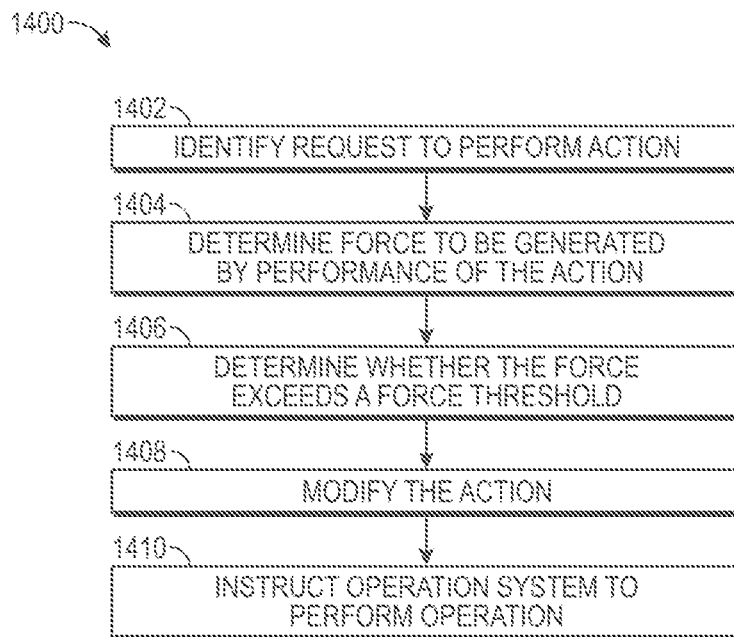 1400
1402
IDENTIFY REQUEST TO PERFORM ACTION
1404
DETERMINE FORCE TO BE GENERATED
BY PERFORMANCE OF THE ACTION
1406
DETERMINE WHETHER THE FORCE
EXCEEDS A FORCE THRESHOLD
1408
MODIFY THE ACTION
1410
INSTRUCT OPERATION SYSTEM TO
PERFORM OPERATION